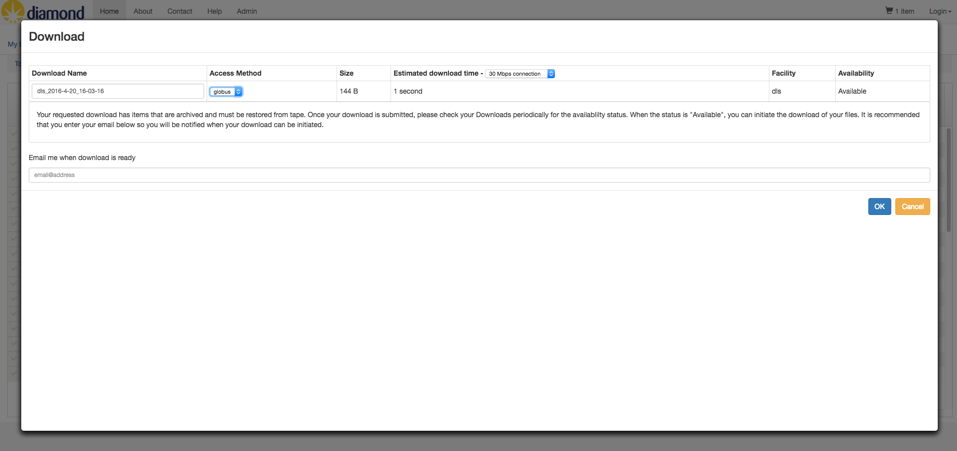 diamond Home About Contact Help Admin 1 item Login
Download
My
Download Name Access Method Size Estimated download time - 30 Mbps connection Facility Availability
dls_2016-4-20_16-03-16 globus 144 B 1 second dls Available
Your requested download has items that are archived and must be restored from tape. Once your download is submitted, please check your Downloads periodically for the availablility status. When the status is "Available", you can initiate the download of your files. It is recommended
that you enter your email below so you will be notified when your download can be initiated.
Email me when download is ready
email@address
OK Cancel